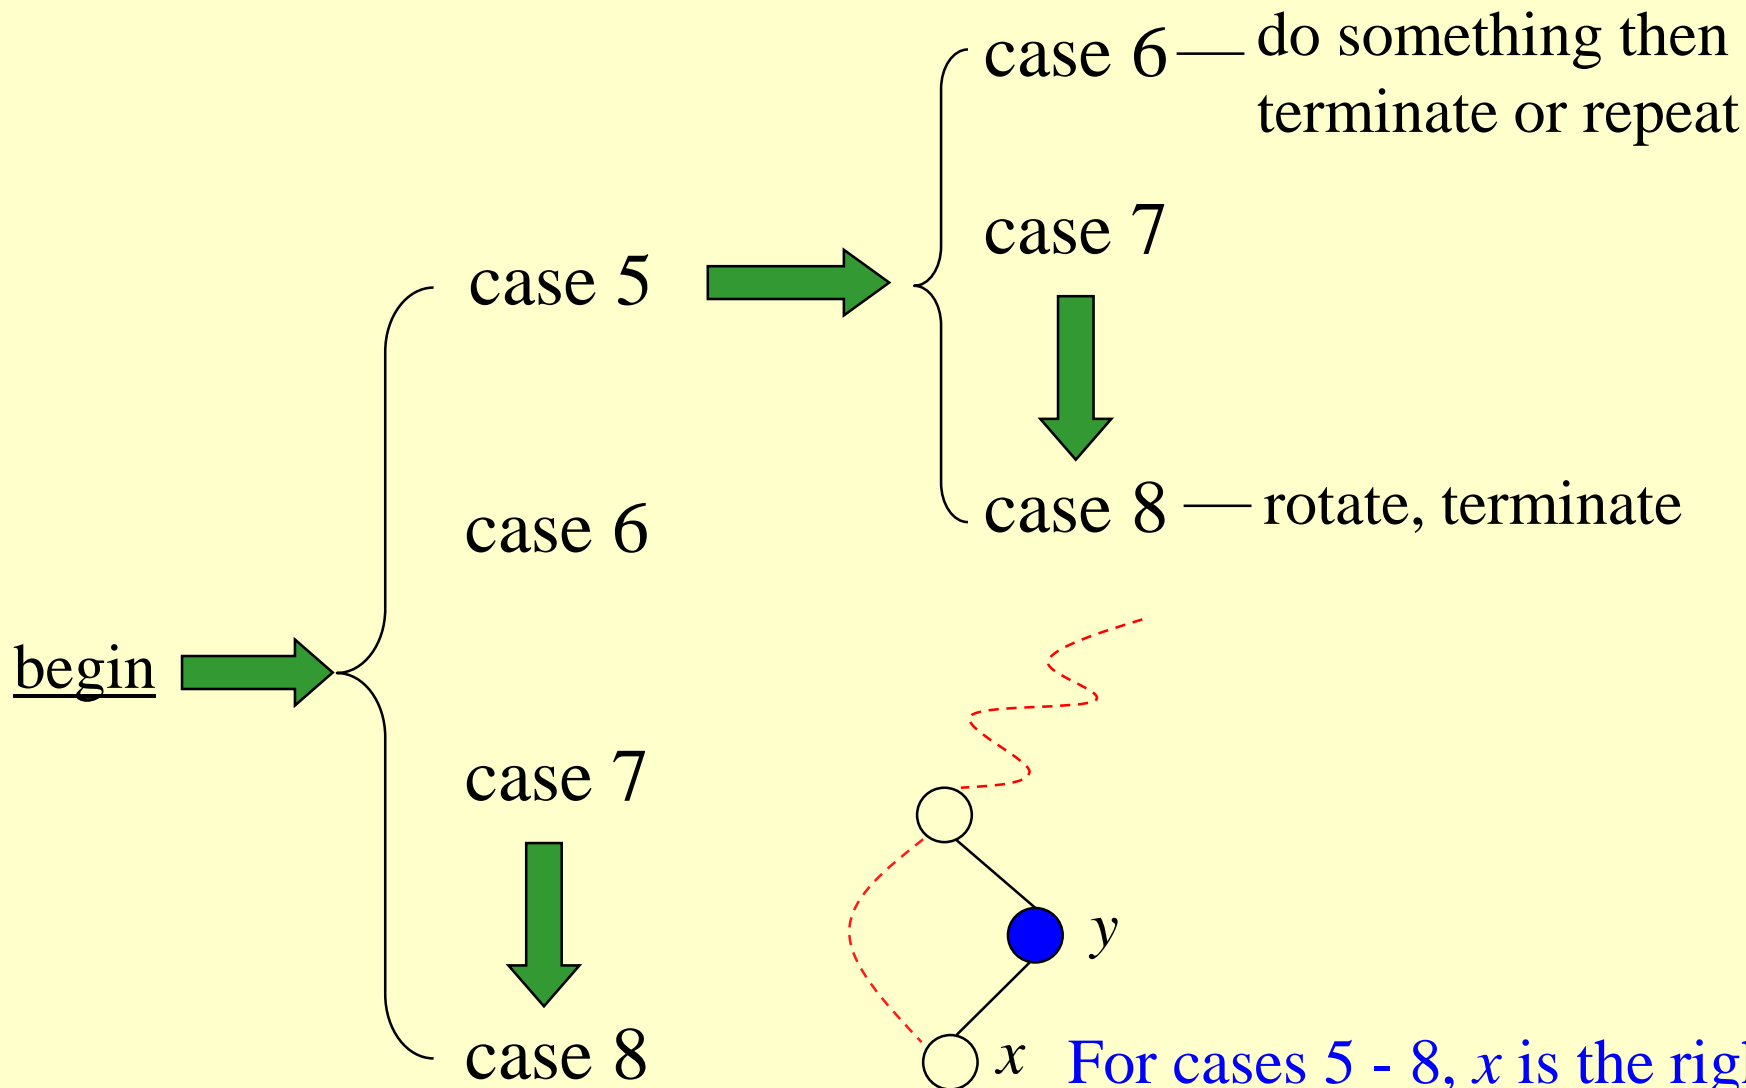 case 6 — do something then
terminate or repeat
case 7
case 5
case 8 — rotate, terminate
case 6
begin
case 7
y
case 8
x For cases 5 - 8, x is the